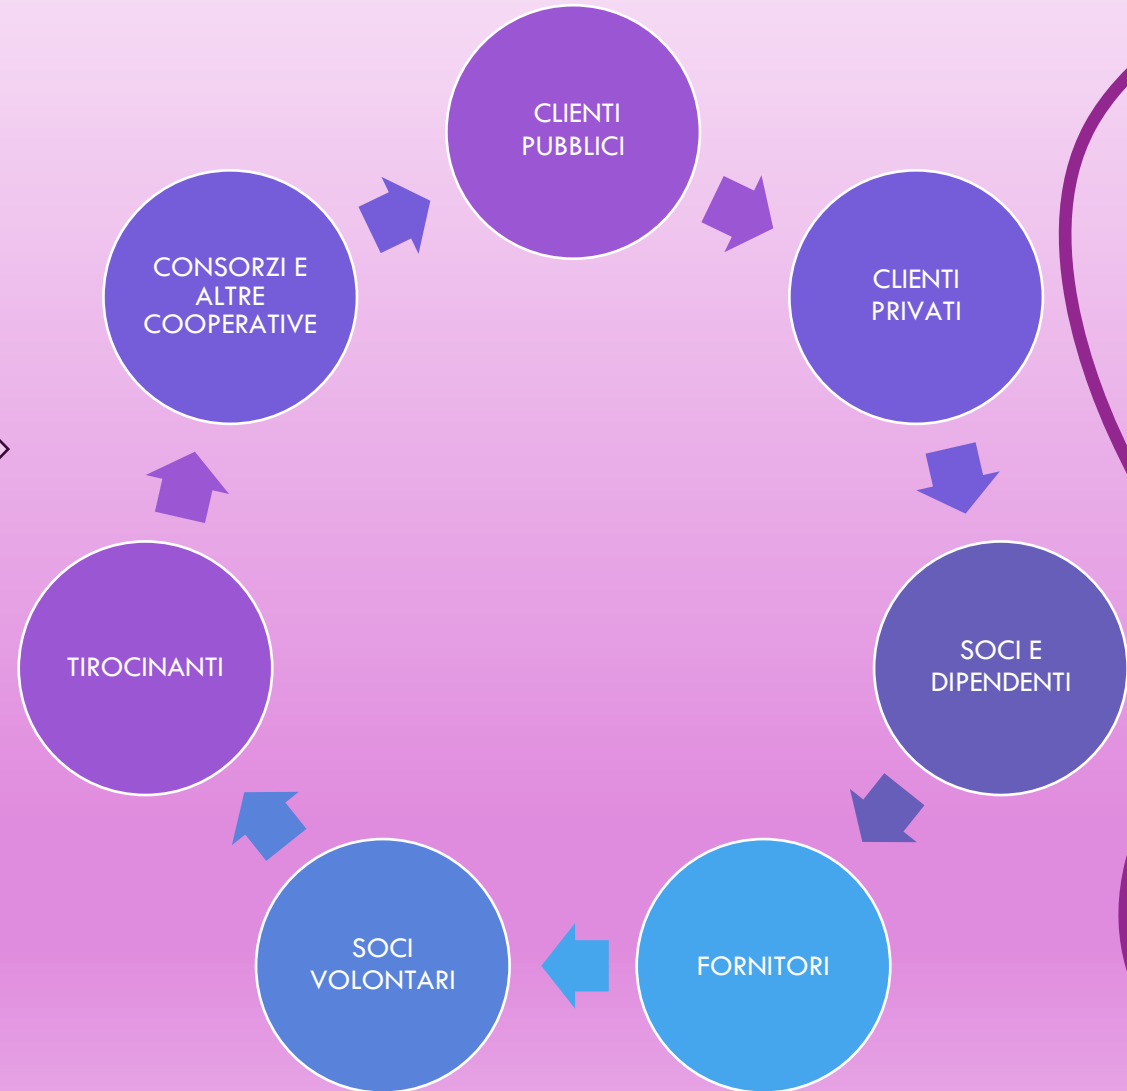 CLIENTI
PUBBLICI
CLIENTI
PRIVATI
SOCI E
DIPENDENTI
FORNITORI
SOCI
VOLONTARI
TIROCINANTI
CONSORZI E
ALTRE
COOPERATIVE